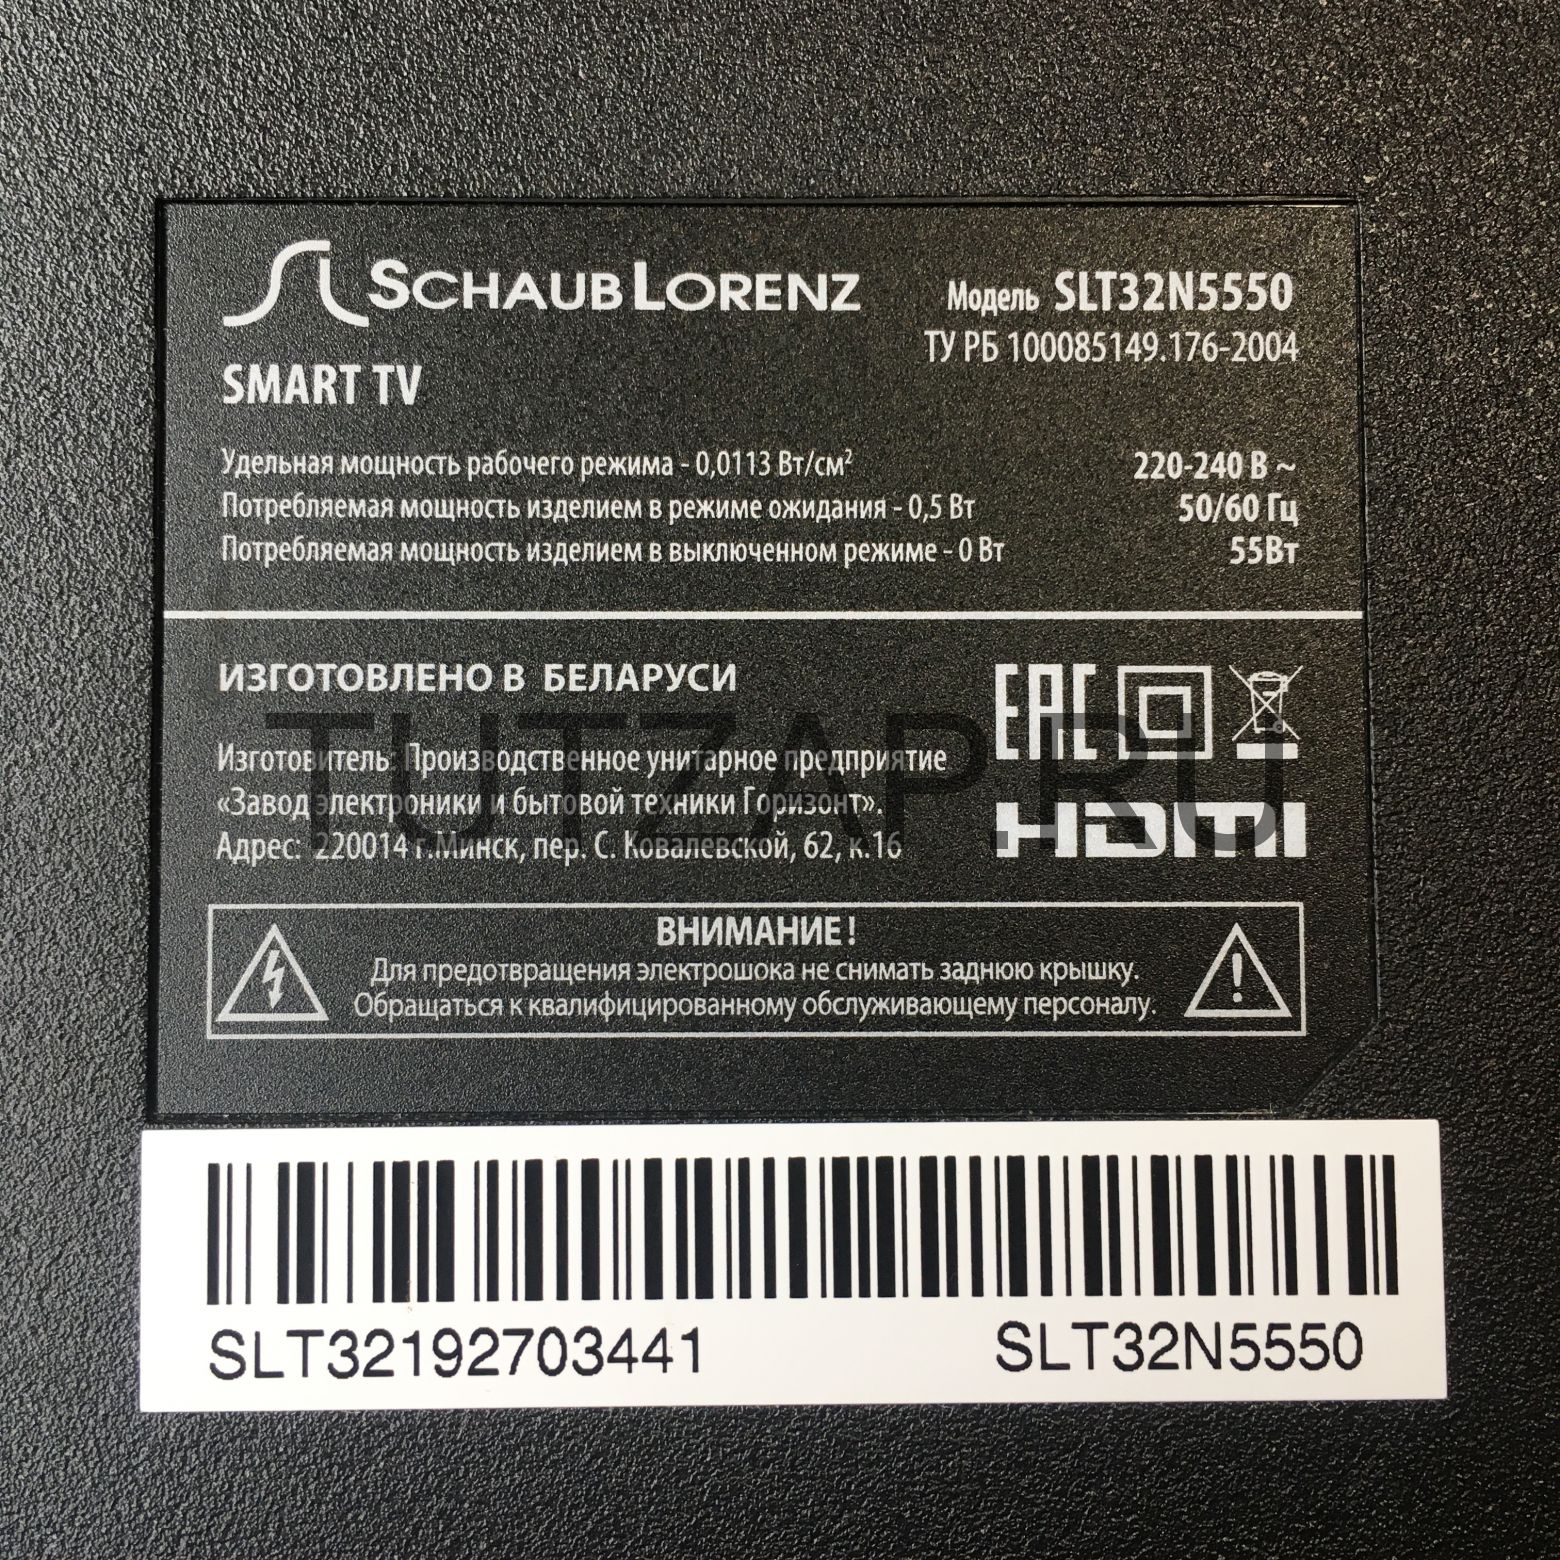 SCHAUB LORENZ
Модель SLT32N5550
ТУ РБ 100085149.176-2004
SMART TV
Удельная мощность рабочего режима - 0,0113 Вт/см²
220-240 В ~
Потребляемая мощность изделием в режиме ожидания - 0,5 Вт
50/60 Гц
Потребляемая мощность изделием в выключенном режиме - 0 Вт
55Вт
ИЗГОТОВЛЕНО В БЕЛАРУСИ
EAC
TUTZAP.RU
Изготовитель: Производственное унитарное предприятие
«Завод электроники и бытовой техники Горизонт».
Адрес: 220014 г.Минск, пер. С. Ковалевской, 62, к.16
HDMI
ВНИМАНИЕ!
Для предотвращения электрошока не снимать заднюю крышку.
Обращаться к квалифицированному обслуживающему персоналу.
SLT32192703441
SLT32N5550